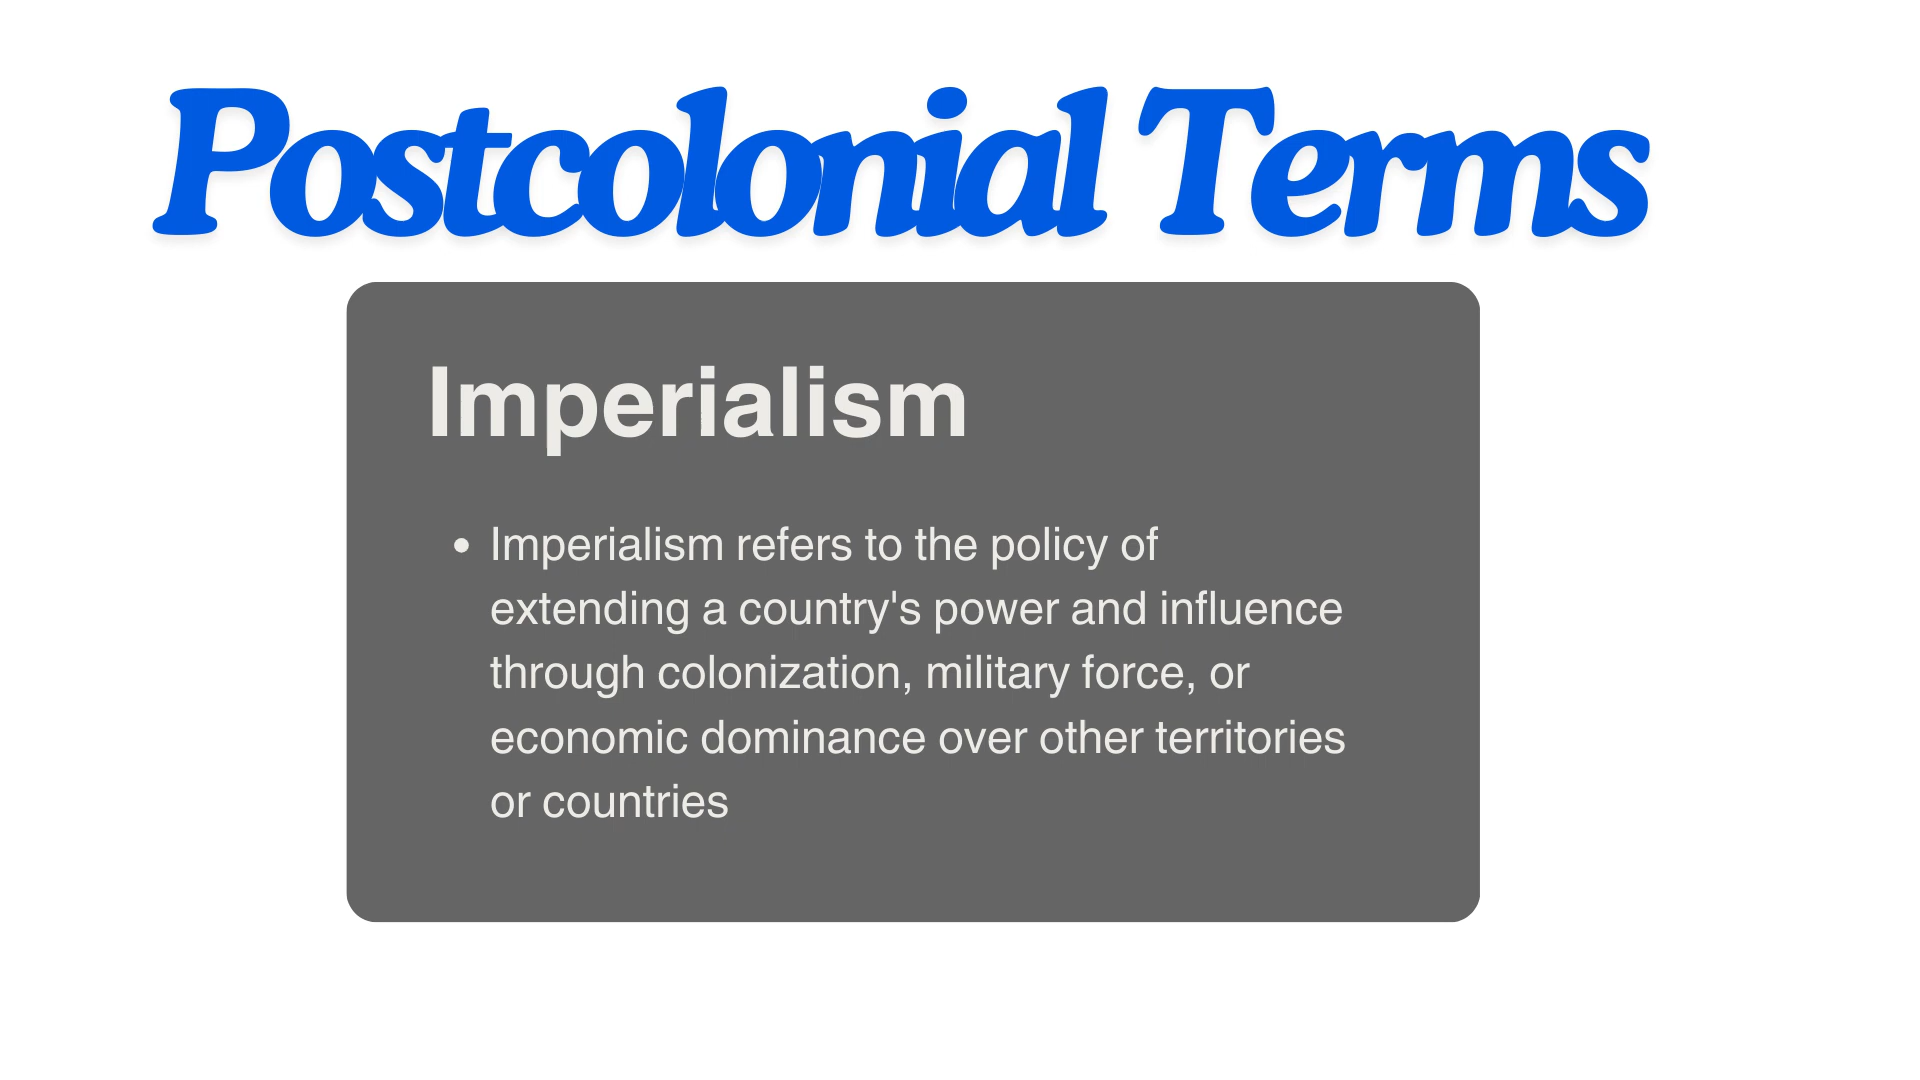 Postcolonial Terms
Imperialism
• Imperialism refers to the policy of
extending a country's power and influence
through colonization, military force, or
economic dominance over other territories
or countries